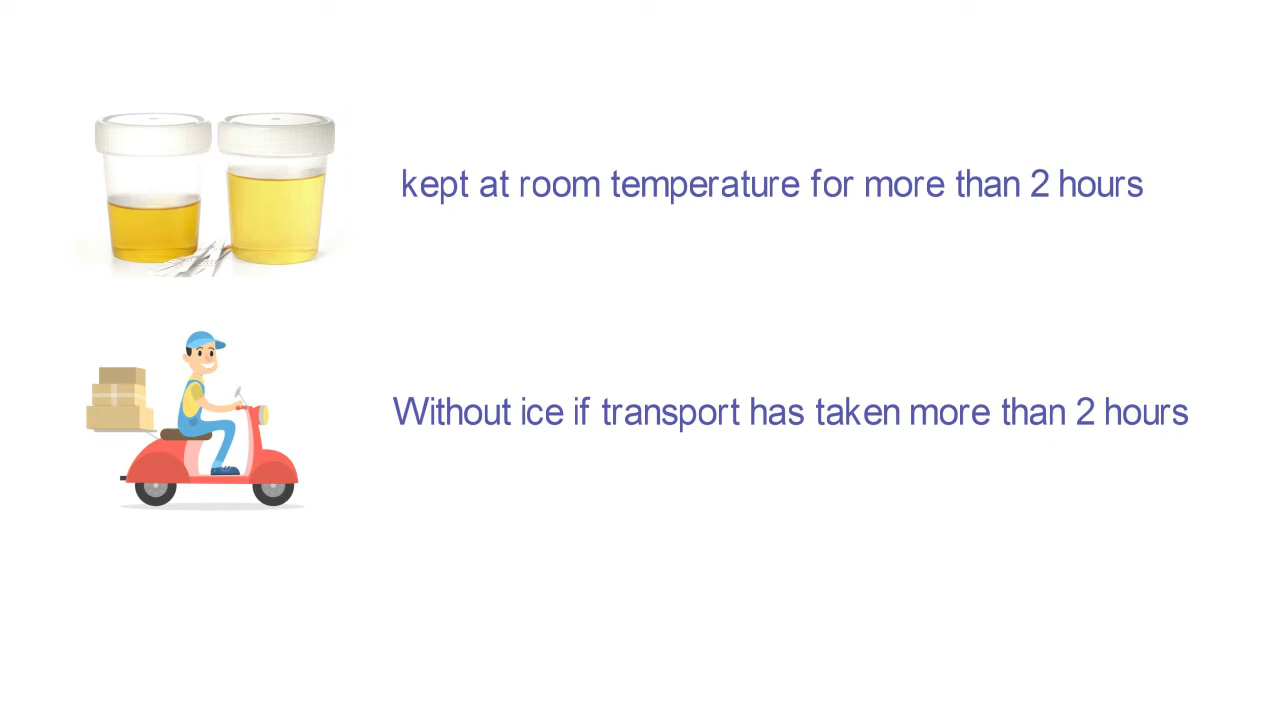 kept at room temperature for more than 2 hours
Without ice if transport has taken more than 2 hours